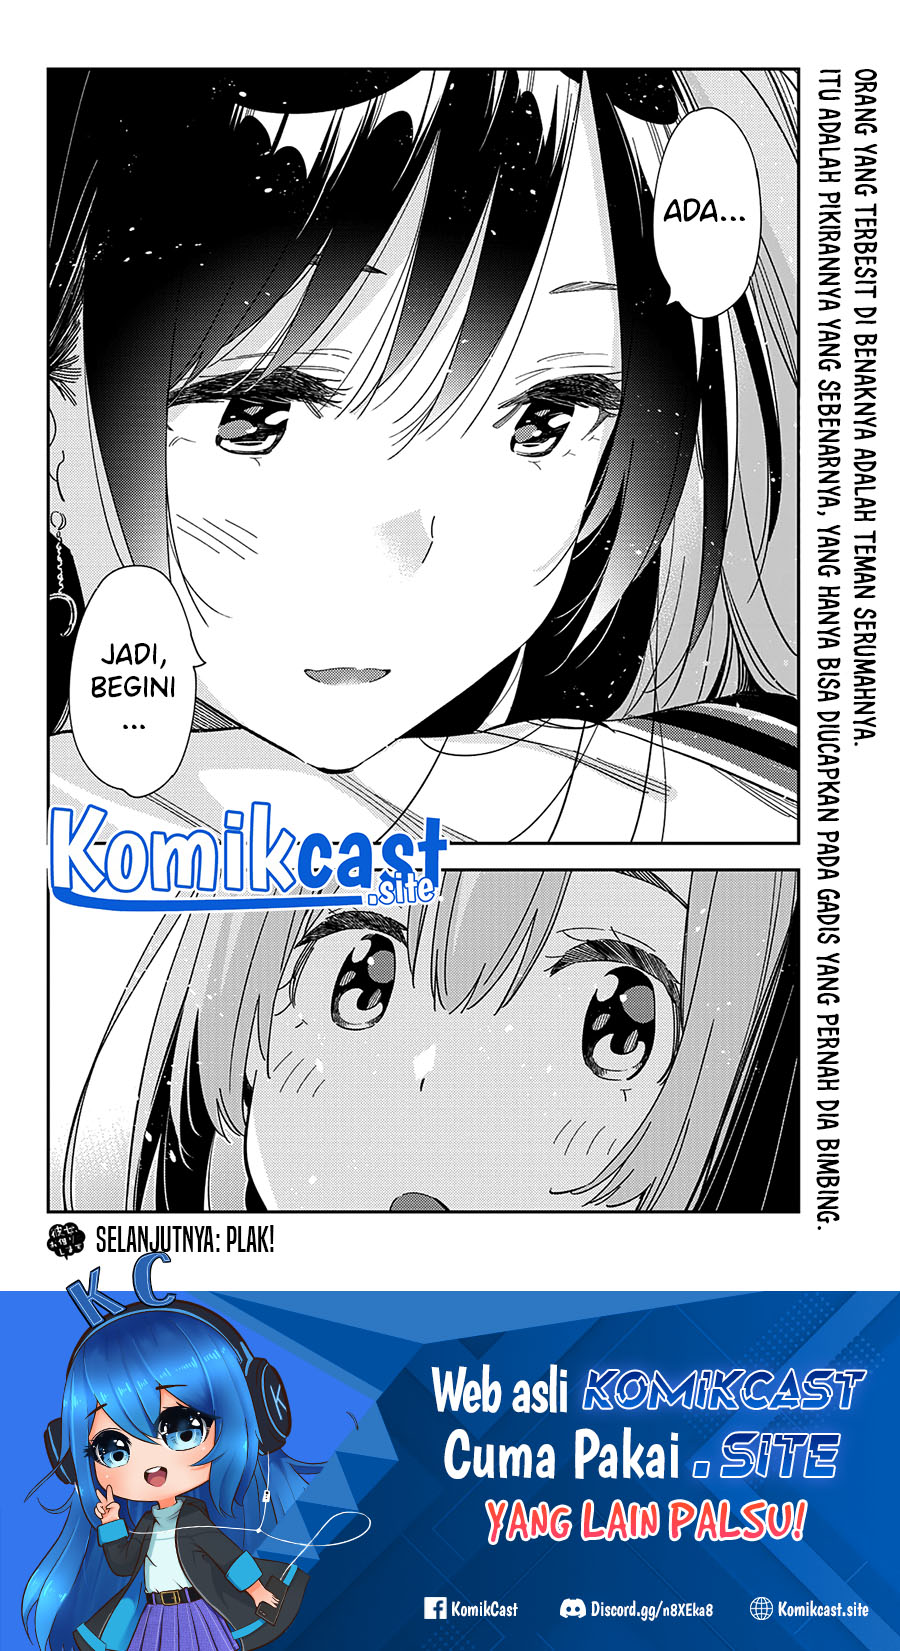 ORANG YANG TERBESIT DI BENAKNYA ADALAH TEMAN SERUMAHNYA.
ITU ADALAH PIKIRANNYA YANG SEBENARNYA, YANG HANYA BISA DIUCAPKAN PADA GADIS YANG PERNAH DIA BIMBING.
ADA...
JADI,
BEGINI
...
Komikcast
.site
SELANJUTNYA: PLAK!
KC
K
Web asli KOMIKCAST
Cuma Pakai .SITE
YANG LAIN PALSU!
KomikCast
Discord.gg/n8XEka8
Komikcast.site